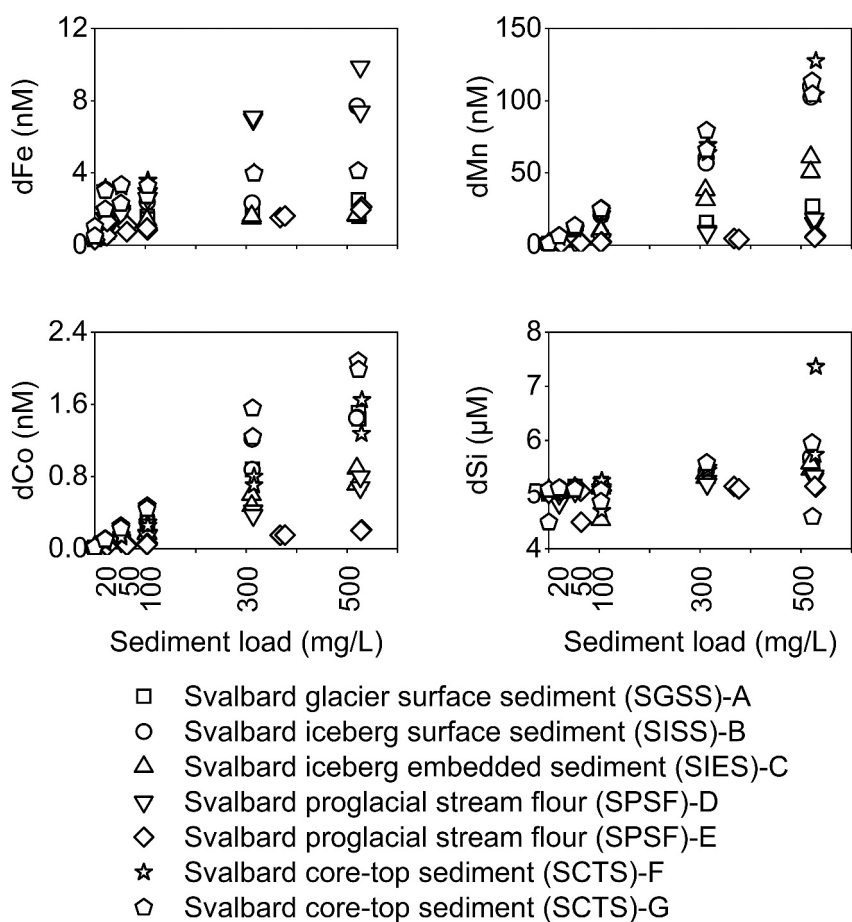 12
8
4
0
dFe (nM)
150
100
50
0
dMn (nM)
2.4
1.6
0.8
0.0
dCo (nM)
20
50
100
300
500
Sediment load (mg/L)
8
7
6
5
4
dSi (µM)
20
50
100
300
500
Sediment load (mg/L)
Svalbard glacier surface sediment (SGSS)-A
Svalbard iceberg surface sediment (SISS)-B
Svalbard iceberg embedded sediment (SIES)-C
Svalbard proglacial stream flour (SPSF)-D
Svalbard proglacial stream flour (SPSF)-E
Svalbard core-top sediment (SCTS)-F
Svalbard core-top sediment (SCTS)-G